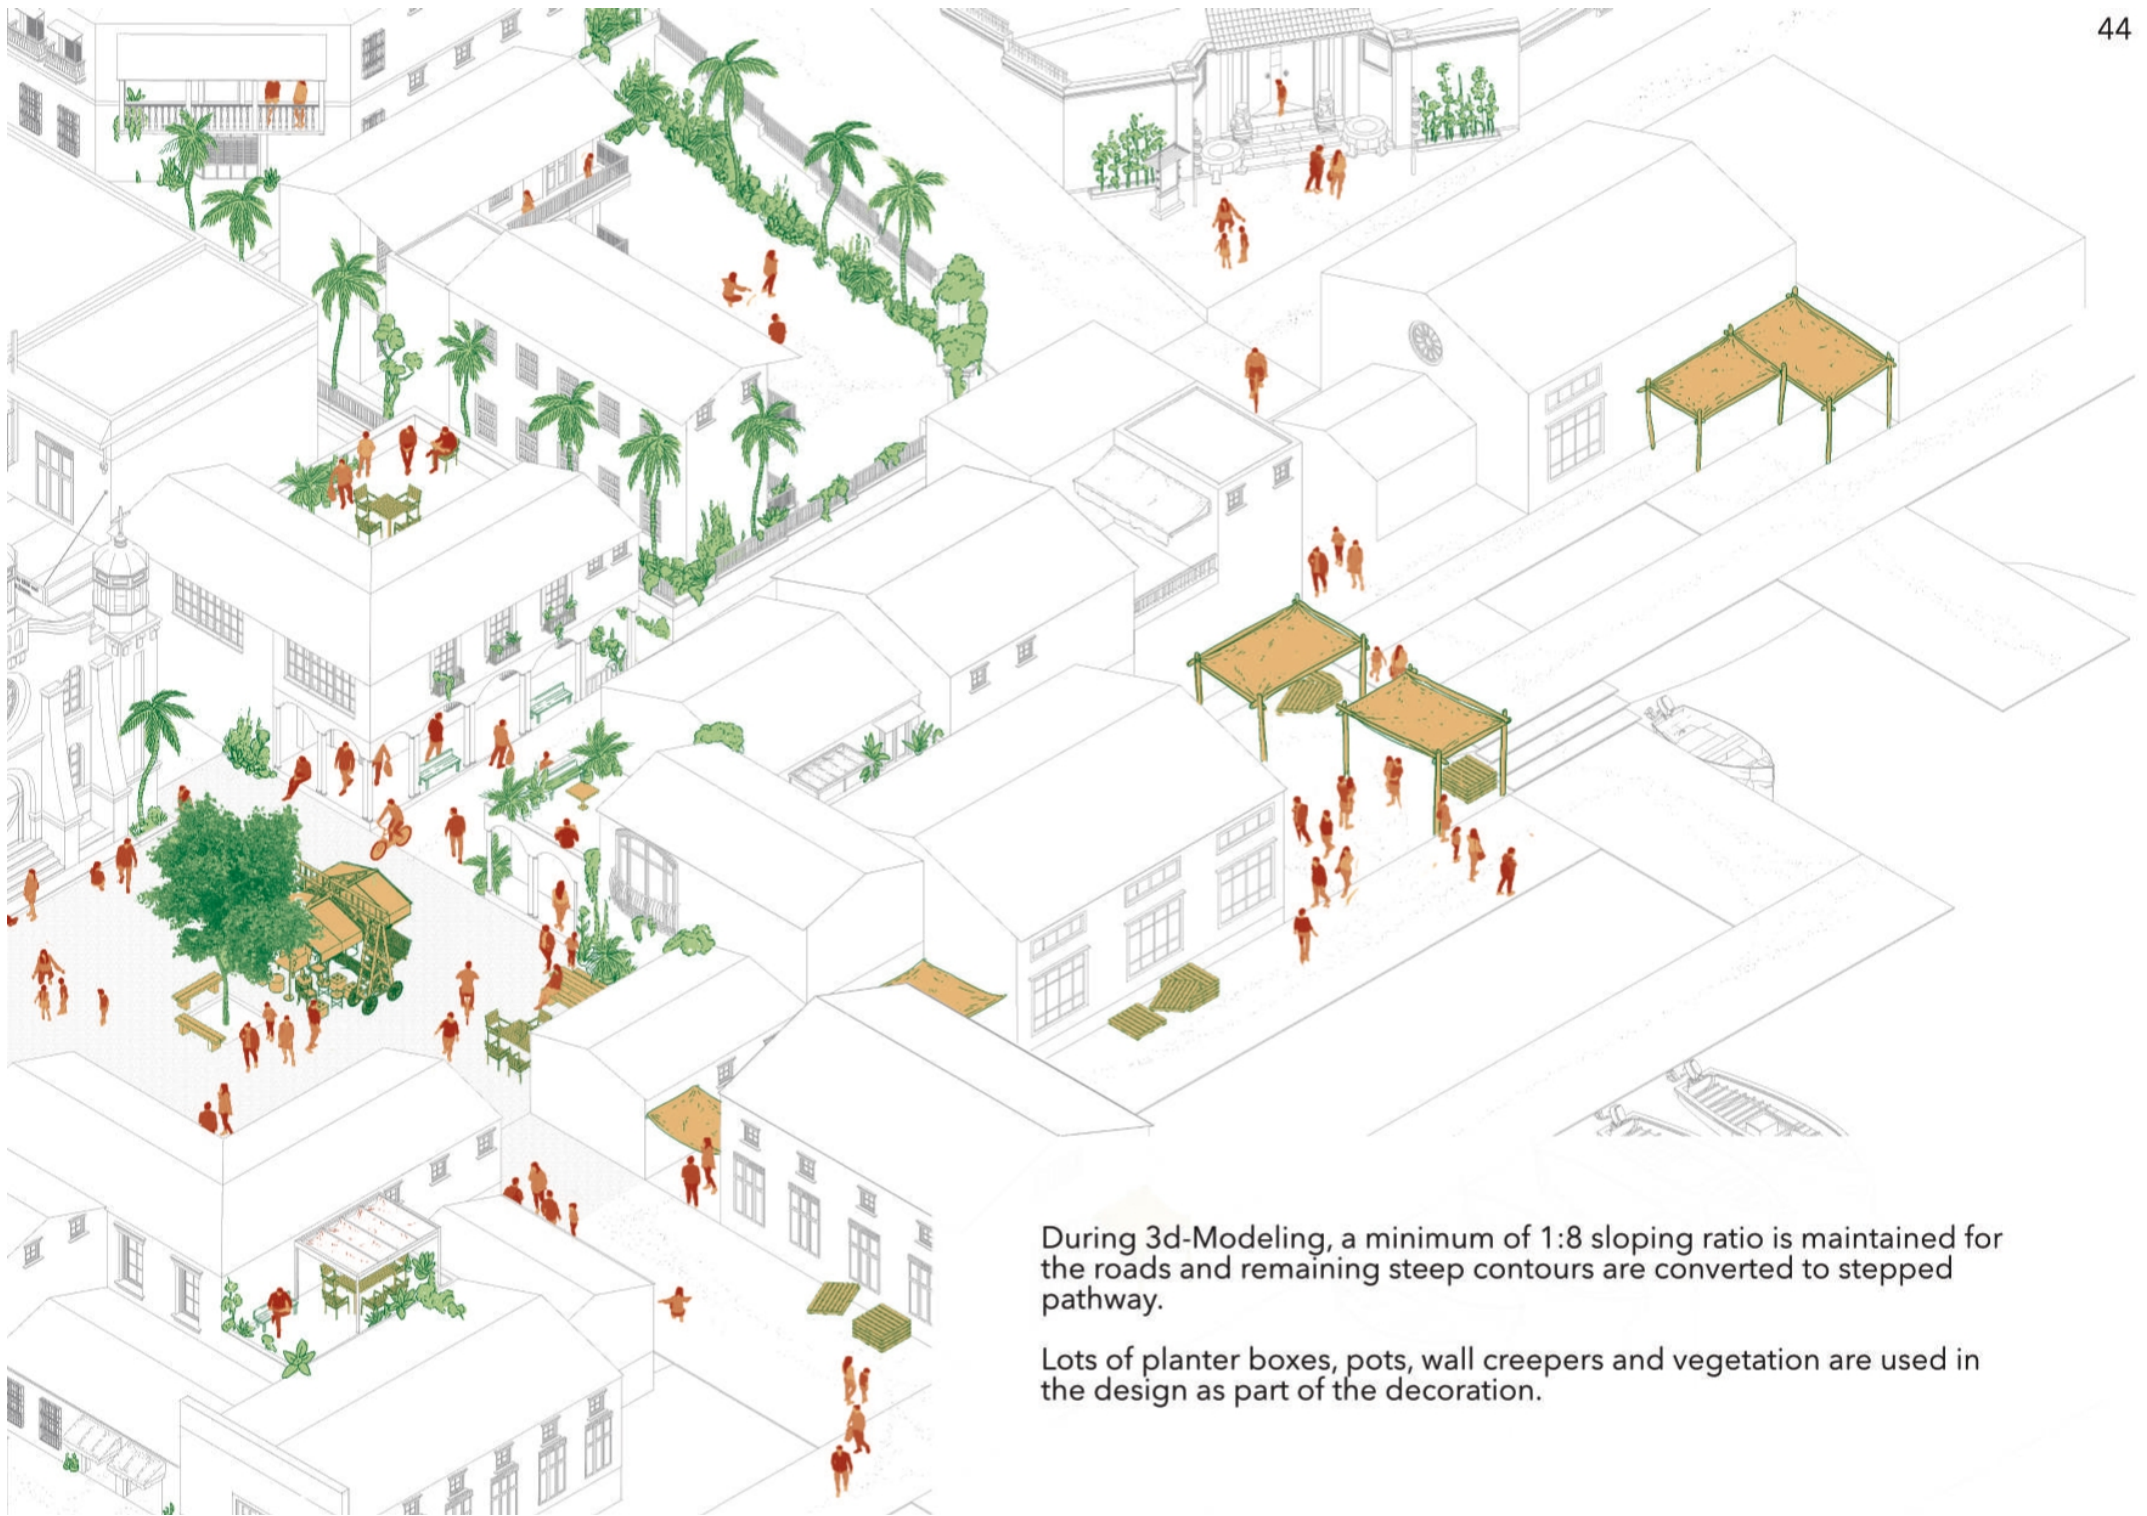 44
During 3d-Modeling, a minimum of 1:8 sloping ratio is maintained for
the roads and remaining steep contours are converted to stepped
pathway.
Lots of planter boxes, pots, wall creepers and vegetation are used in
the design as part of the decoration.